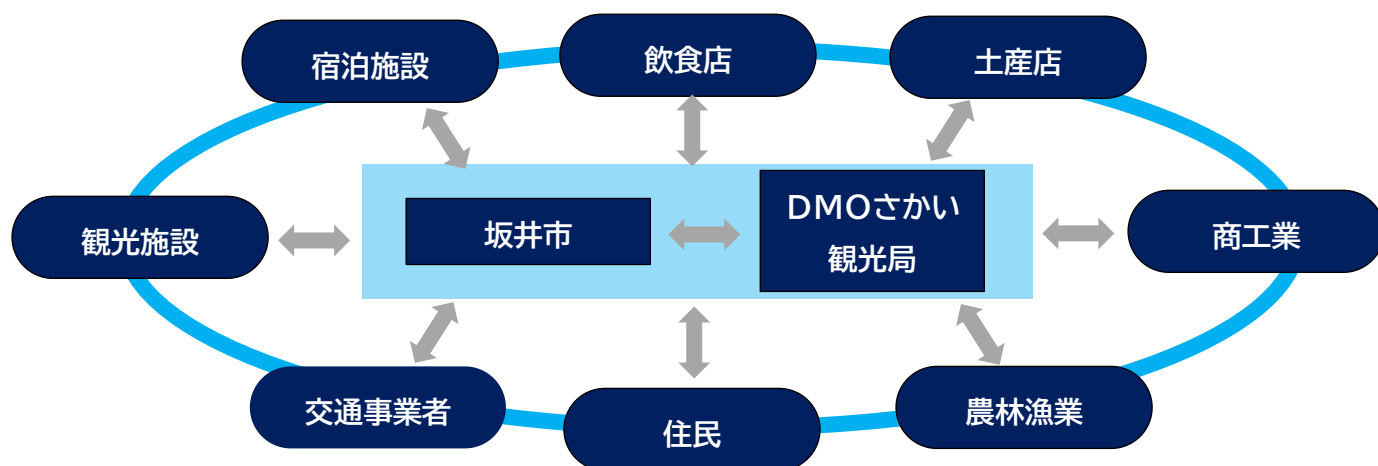 宿泊施設
飲食店
土産店
観光施設
坂井市
DMOさかい
観光局
商工業
交通事業者
住民
農林漁業